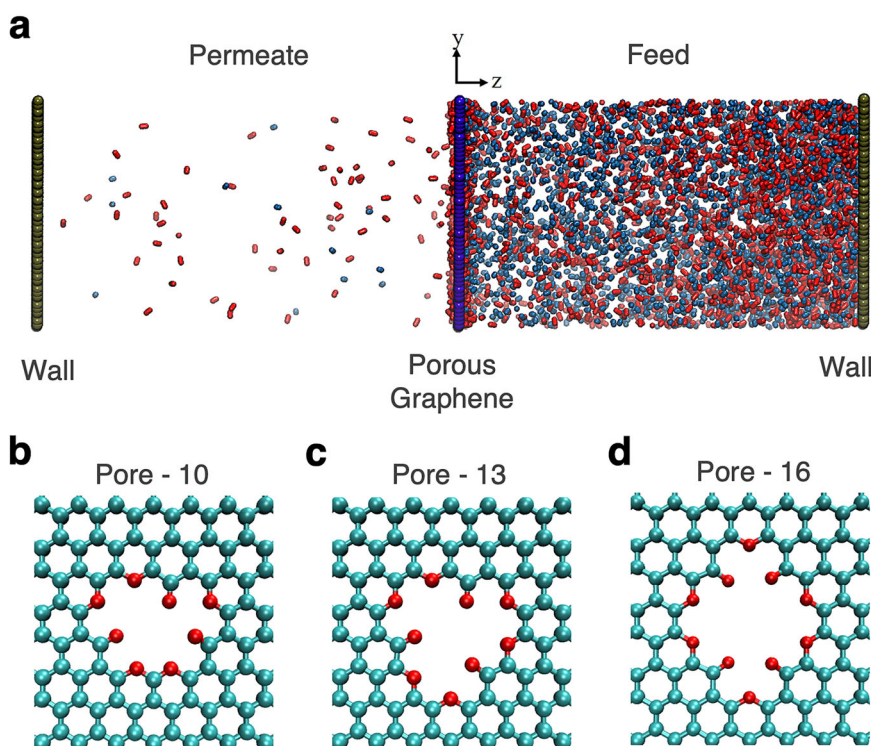 a
Permeate
y
z
Feed
Wall
Porous
Graphene
Wall
b
Pore - 10
c
Pore - 13
d
Pore - 16